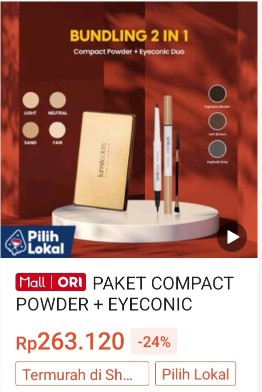 BUNDLING 2 IN 1
Compact Powder + Eyeconic Duo
LIGHT NEUTRAL
SAND FAIR
Espresso Brown
Ash Brown
Asphalt Grey
lumecolors
Pilih
Lokal
Mall ORI PAKET COMPACT
POWDER + EYECONIC
Rp263.120 -24%
Termurah di Sh... Pilih Lokal